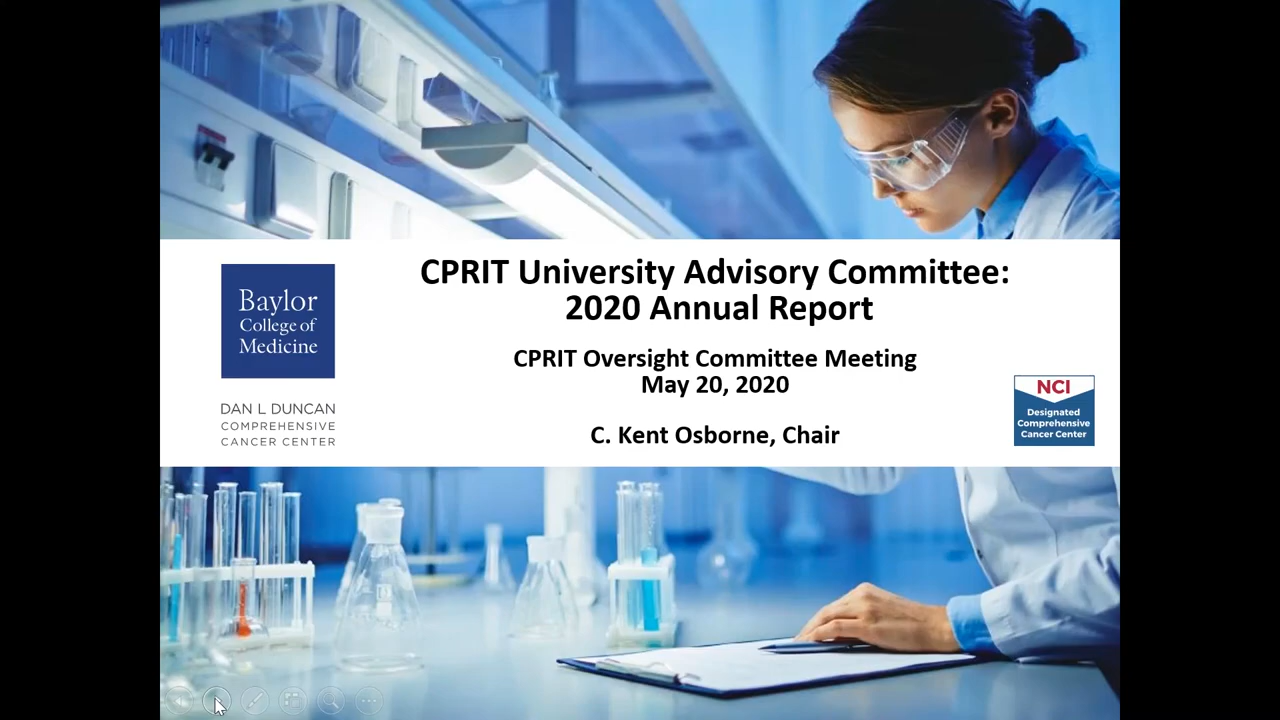 CPRIT University Advisory Committee:
2020 Annual Report
CPRIT Oversight Committee Meeting
May 20, 2020
C. Kent Osborne, Chair
Baylor
College of
Medicine
DAN L DUNCAN
COMPREHENSIVE
CANCER CENTER
NCI
Designated
Comprehensive
Cancer Center